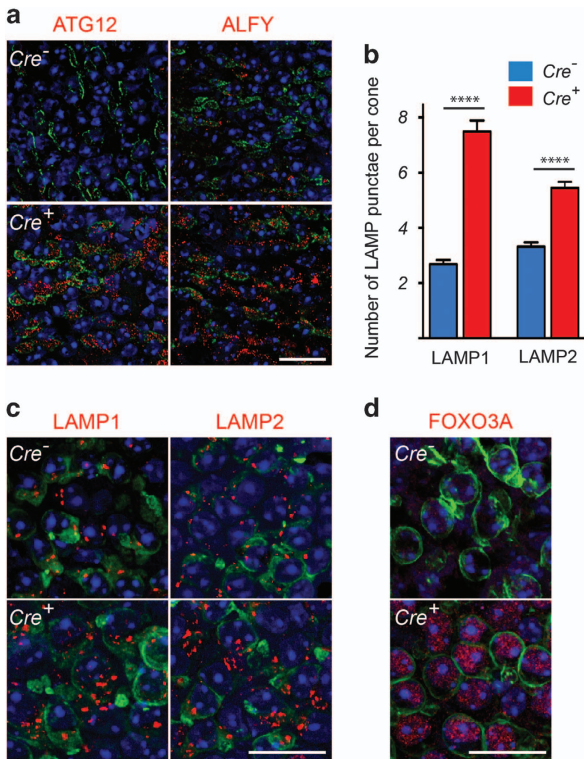 a
ATG12 ALFY
Cre-
Cre+
b
Cre-
Cre+
Number of LAMP punctae per cone
8
6
4
2
****
****
LAMP1 LAMP2
c
LAMP1 LAMP2
Cre-
Cre+
d
FOXO3A
Cre-
Cre+